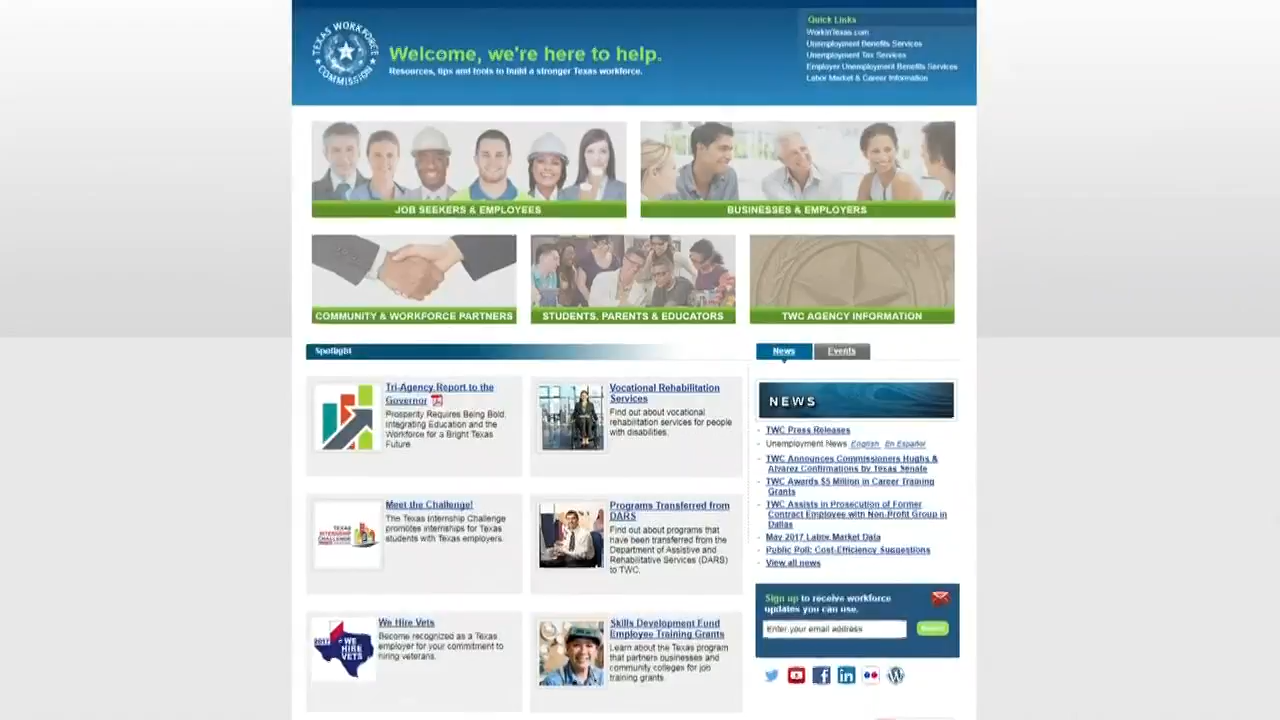 TEXAS WORKFORCE COMMISSION
Welcome, we're here to help.
Resources, tips and tools to build a stronger Texas workforce.
Quick Links
WorkInTexas.com
Unemployment Benefits Services
Unemployment Tax Services
Employer Unemployment Benefits Services
Labor Market & Career Information
JOB SEEKERS & EMPLOYEES
BUSINESSES & EMPLOYERS
COMMUNITY & WORKFORCE PARTNERS
STUDENTS, PARENTS & EDUCATORS
TWC AGENCY INFORMATION
Spotlight
Tri-Agency Report to the
Governor
Prosperity Requires Being Bold,
Integrating Education and the
Workforce for a Bright Texas
Future.
Vocational Rehabilitation
Services
Find out about vocational
rehabilitation services for people
with disabilities.
TEXAS
INTERNSHIP
CHALLENGE
Meet the Challenge!
The Texas Internship Challenge
promotes internships for Texas
students with Texas employers.
Programs Transferred from
DARS
Find out about programs that
have been transferred from the
Department of Assistive and
Rehabilitative Services (DARS)
to TWC.
2017
WE
HIRE
VETS
We Hire Vets
Become recognized as a Texas
employer for your commitment to
hiring veterans.
Skills Development Fund
Employee Training Grants
Learn about the Texas program
that partners businesses and
community colleges for job
training grants.
News
Events
NEWS
TWC Press Releases
Unemployment News English En Español
TWC Announces Commissioners Hughs &
Alvarez Confirmations by Texas Senate
TWC Awards $5 Million in Career Training
Grants
TWC Assists in Prosecution of Former
Contract Employee with Non-Profit Group in
Dallas
May 2017 Labor Market Data
Public Poll: Cost-Efficiency Suggestions
View all news
Sign up to receive workforce
updates you can use.
Enter your email address